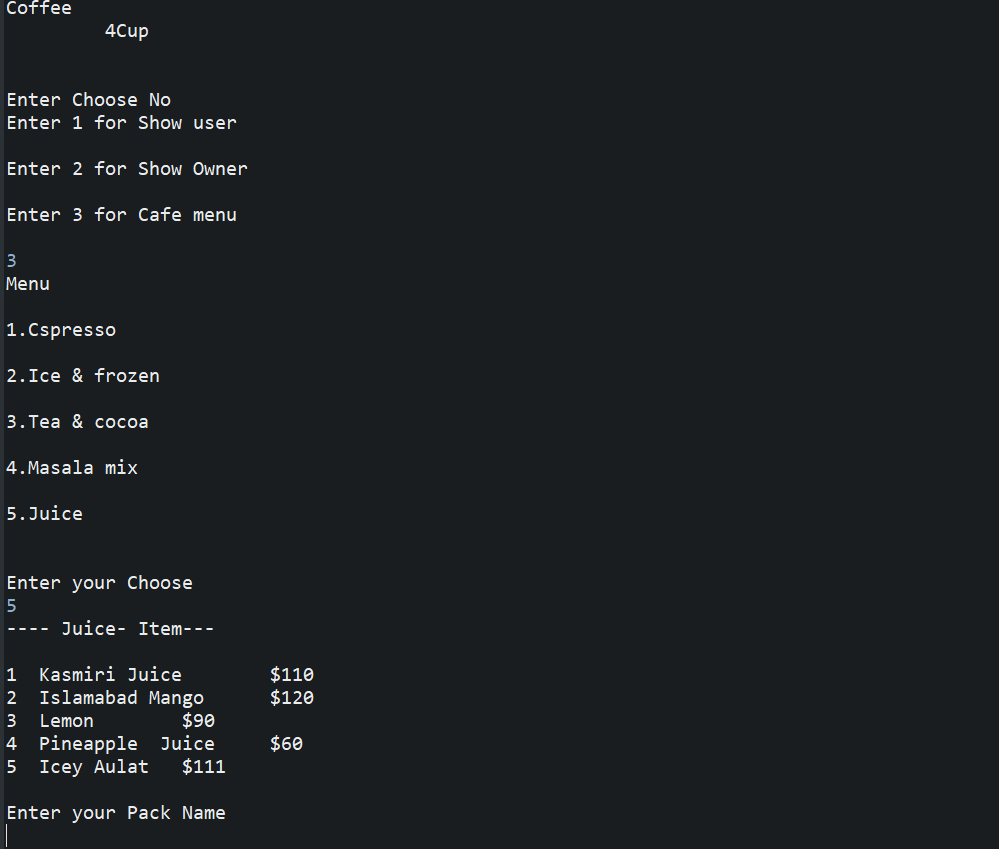 Coffee
4Cup
Enter Choose No
Enter 1 for Show user
Enter 2 for Show Owner
Enter 3 for Cafe menu
3
Menu
1.Cspresso
2.Ice & frozen
3.Tea & cocoa
4.Masala mix
5.Juice
Enter your Choose
5
---- Juice- Item---
1  Kasmiri Juice        $110
2  Islamabad Mango      $120
3  Lemon        $90
4  Pineapple  Juice     $60
5  Icey Aulat   $111
Enter your Pack Name